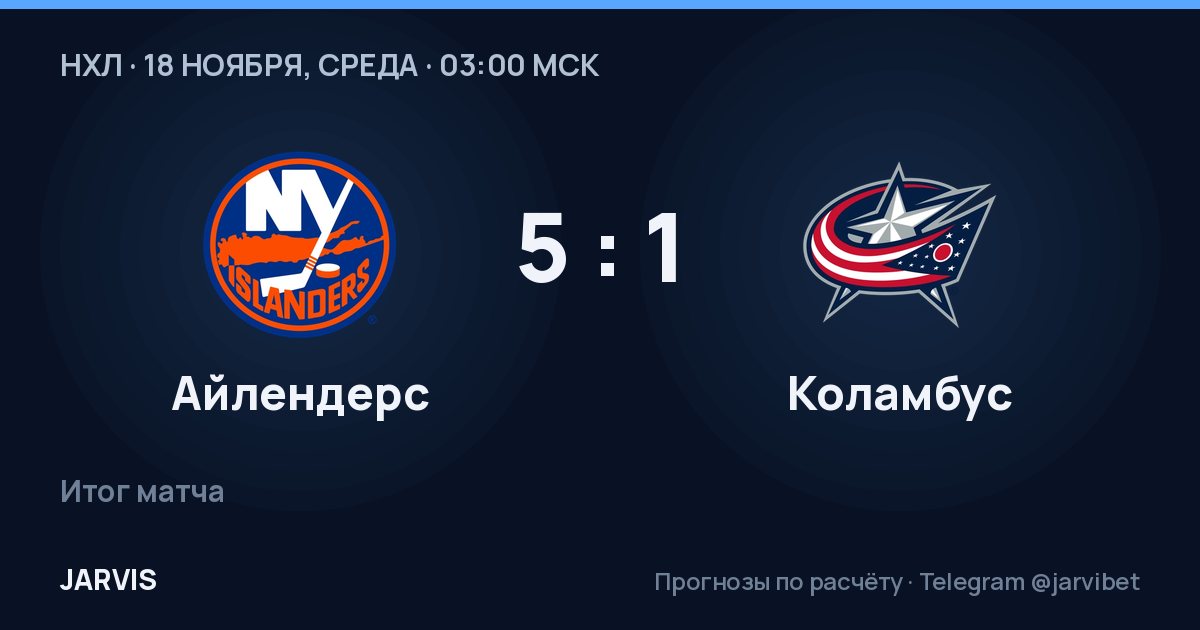 НХЛ · 18 НОЯБРЯ, СРЕДА · 03:00 МСК
NY
ISLANDERS
5 : 1
Айлендерс
Коламбус
Итог матча
JARVIS
Прогнозы по расчёту · Telegram @jarvibet